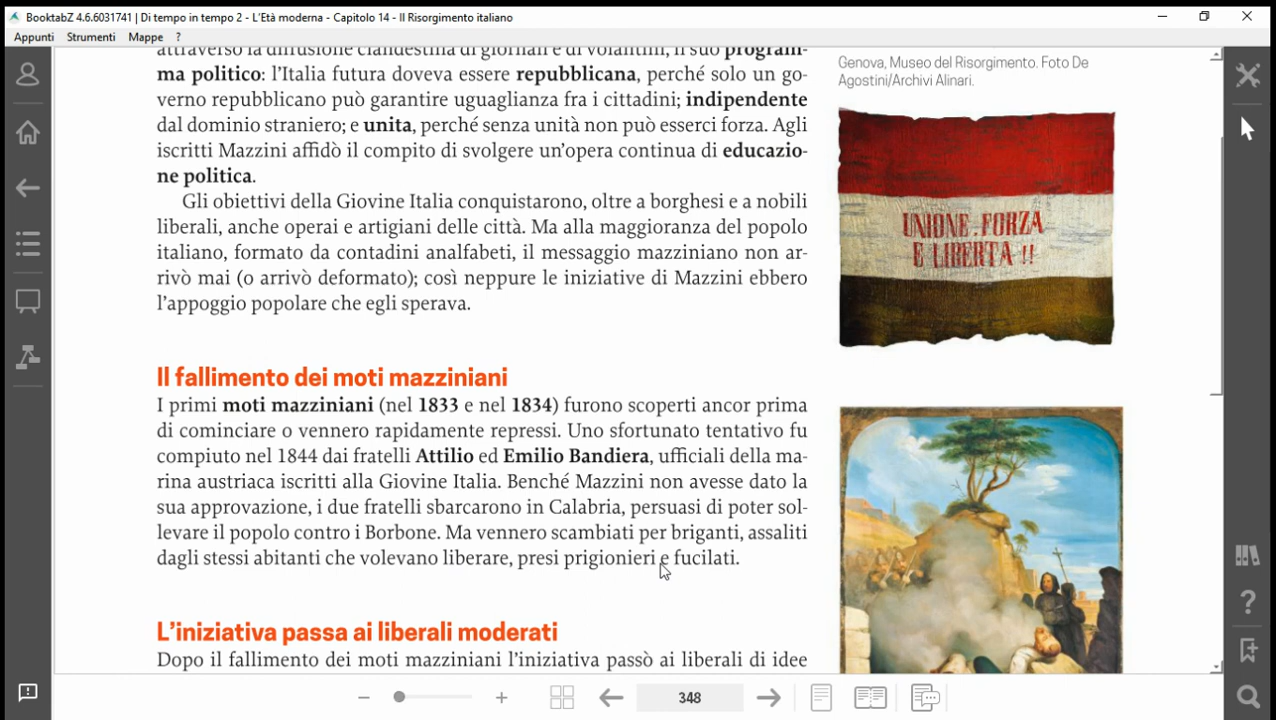 BooktabZ 4.6.6031741 | Di tempo in tempo 2 - L'Età moderna - Capitolo 14 - Il Risorgimento italiano
Appunti Strumenti Mappe ?
attraverso la diffusione clandestina di giornali e di volantini, il suo program-
ma politico: l'Italia futura doveva essere repubblicana, perché solo un go-
verno repubblicano può garantire uguaglianza fra i cittadini; indipendente
dal dominio straniero; e unita, perché senza unità non può esserci forza. Agli
iscritti Mazzini affidò il compito di svolgere un'opera continua di educazio-
ne politica.
Gli obiettivi della Giovine Italia conquistarono, oltre a borghesi e a nobili
liberali, anche operai e artigiani delle città. Ma alla maggioranza del popolo
italiano, formato da contadini analfabeti, il messaggio mazziniano non ar-
rivò mai (o arrivò deformato); così neppure le iniziative di Mazzini ebbero
l'appoggio popolare che egli sperava.
Il fallimento dei moti mazziniani
I primi moti mazziniani (nel 1833 e nel 1834) furono scoperti ancor prima
di cominciare o vennero rapidamente repressi. Uno sfortunato tentativo fu
compiuto nel 1844 dai fratelli Attilio ed Emilio Bandiera, ufficiali della ma-
rina austriaca iscritti alla Giovine Italia. Benché Mazzini non avesse dato la
sua approvazione, i due fratelli sbarcarono in Calabria, persuasi di poter sol-
levare il popolo contro i Borbone. Ma vennero scambiati per briganti, assaliti
dagli stessi abitanti che volevano liberare, presi prigionieri e fucilati.
L'iniziativa passa ai liberali moderati
Dopo il fallimento dei moti mazziniani l'iniziativa passò ai liberali di idee
Genova, Museo del Risorgimento. Foto De
Agostini/Archivi Alinari.
UNIONE, FORZA
E LIBERTA !!
348